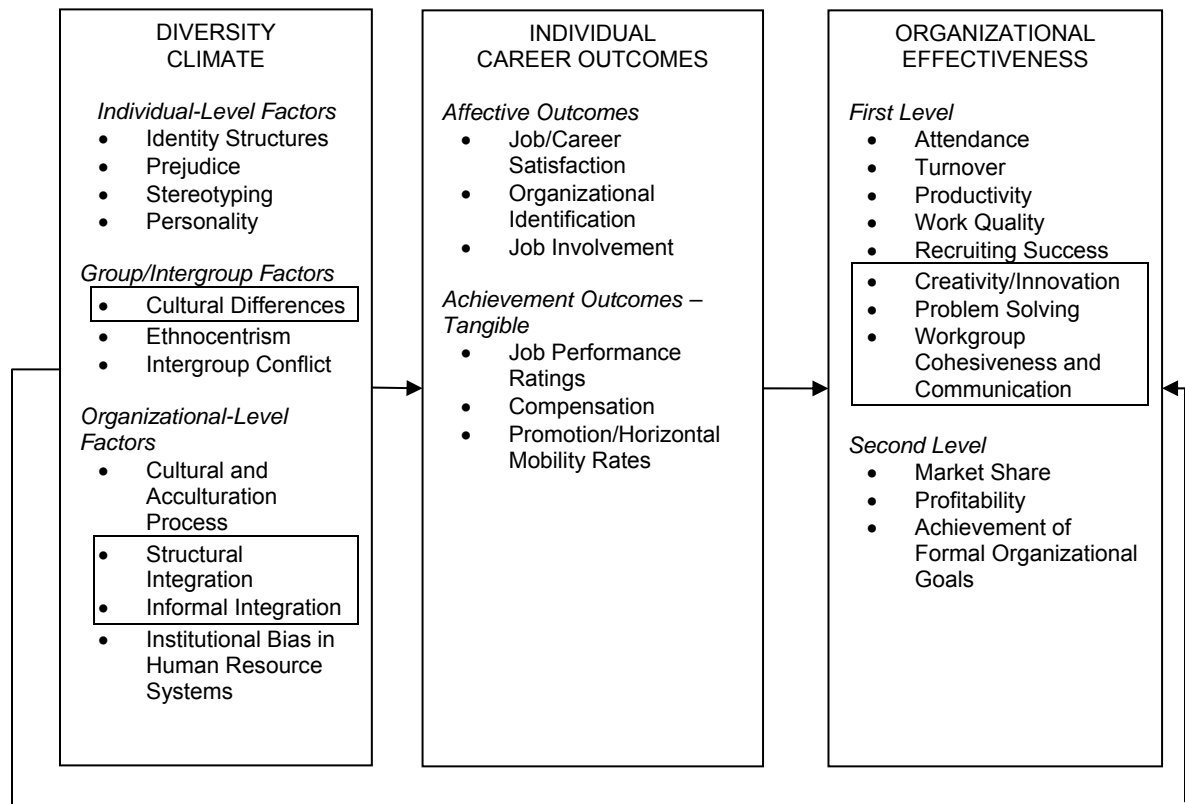 DIVERSITY
CLIMATE
Individual-Level Factors
• Identity Structures
• Prejudice
• Stereotyping
• Personality
Group/Intergroup Factors
• Cultural Differences
• Ethnocentrism
• Intergroup Conflict
Organizational-Level
Factors
• Cultural and
Acculturation
Process
• Structural
Integration
• Informal Integration
• Institutional Bias in
Human Resource
Systems
INDIVIDUAL
CAREER OUTCOMES
Affective Outcomes
• Job/Career
Satisfaction
• Organizational
Identification
• Job Involvement
Achievement Outcomes –
Tangible
• Job Performance
Ratings
• Compensation
• Promotion/Horizontal
Mobility Rates
ORGANIZATIONAL
EFFECTIVENESS
First Level
• Attendance
• Turnover
• Productivity
• Work Quality
• Recruiting Success
• Creativity/Innovation
• Problem Solving
• Workgroup
Cohesiveness and
Communication
Second Level
• Market Share
• Profitability
• Achievement of
Formal Organizational
Goals